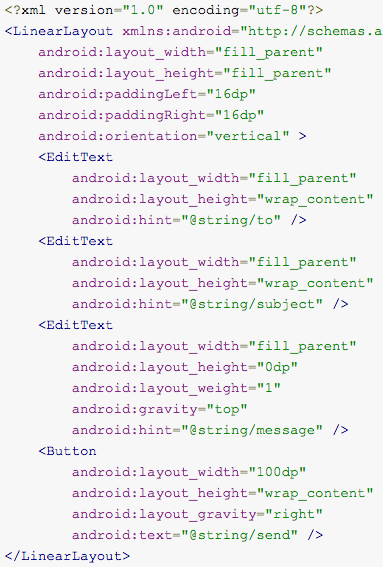 <?xml version="1.0" encoding="utf-8"?>
<LinearLayout xmlns:android="http://schemas.a
android:layout_width="fill_parent"
android:layout_height="fill_parent"
android:paddingLeft="16dp"
android:paddingRight="16dp"
android:orientation="vertical" >
<EditText
android:layout_width="fill_parent"
android:layout_height="wrap_content"
android:hint="@string/to" />
<EditText
android:layout_width="fill_parent"
android:layout_height="wrap_content"
android:hint="@string/subject" />
<EditText
android:layout_width="fill_parent"
android:layout_height="0dp"
android:layout_weight="1"
android:gravity="top"
android:hint="@string/message" />
<Button
android:layout_width="100dp"
android:layout_height="wrap_content"
android:layout_gravity="right"
android:text="@string/send" />
</LinearLayout>